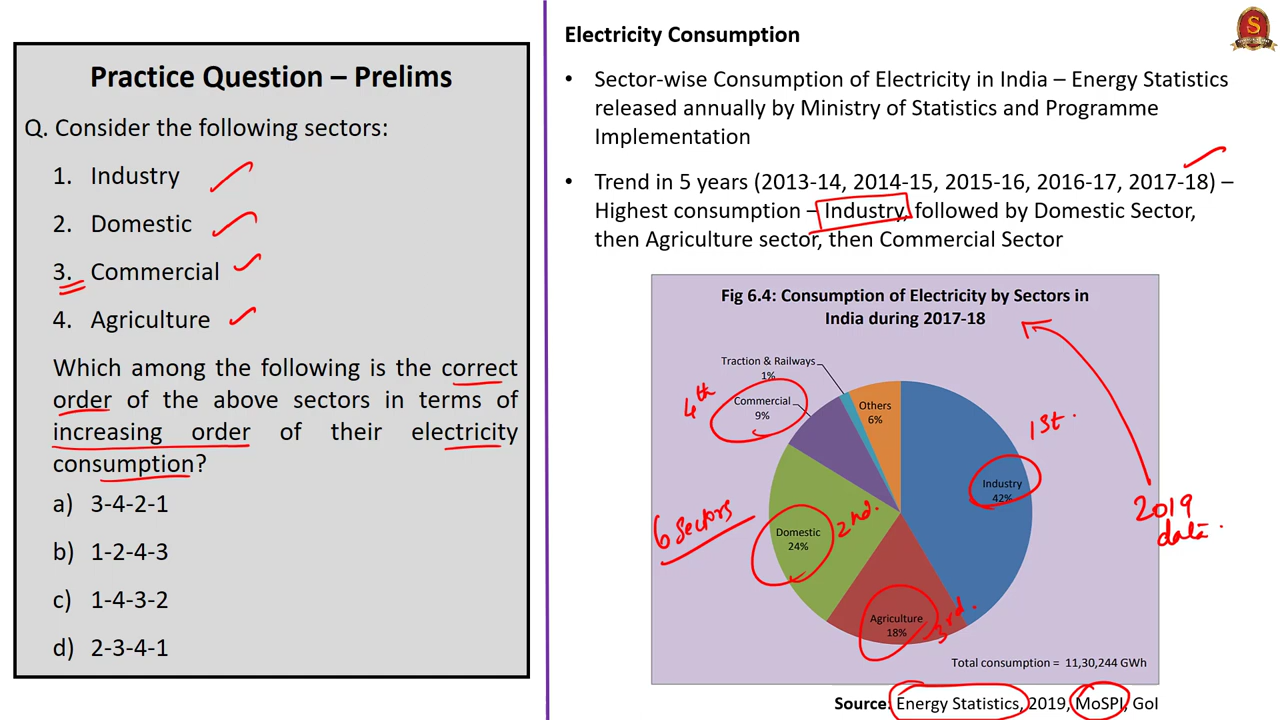 Practice Question – Prelims
Q. Consider the following sectors:
1. Industry
2. Domestic
3. Commercial
4. Agriculture
Which among the following is the correct
order of the above sectors in terms of
increasing order of their electricity
consumption?
a) 3-4-2-1
b) 1-2-4-3
c) 1-4-3-2
d) 2-3-4-1
Electricity Consumption
• Sector-wise Consumption of Electricity in India – Energy Statistics
released annually by Ministry of Statistics and Programme
Implementation
• Trend in 5 years (2013-14, 2014-15, 2015-16, 2016-17, 2017-18) –
Highest consumption – Industry, followed by Domestic Sector,
then Agriculture sector, then Commercial Sector
Fig 6.4: Consumption of Electricity by Sectors in
India during 2017-18
Traction & Railways
1%
4th
Commercial
9%
Others
6%
1st.
Industry
42%
2019
data.
6 Sectors
Domestic
24%
2nd.
Agriculture
18%
3rd.
Total consumption = 11,30,244 GWh
Source: Energy Statistics, 2019, MoSPI, GoI
S